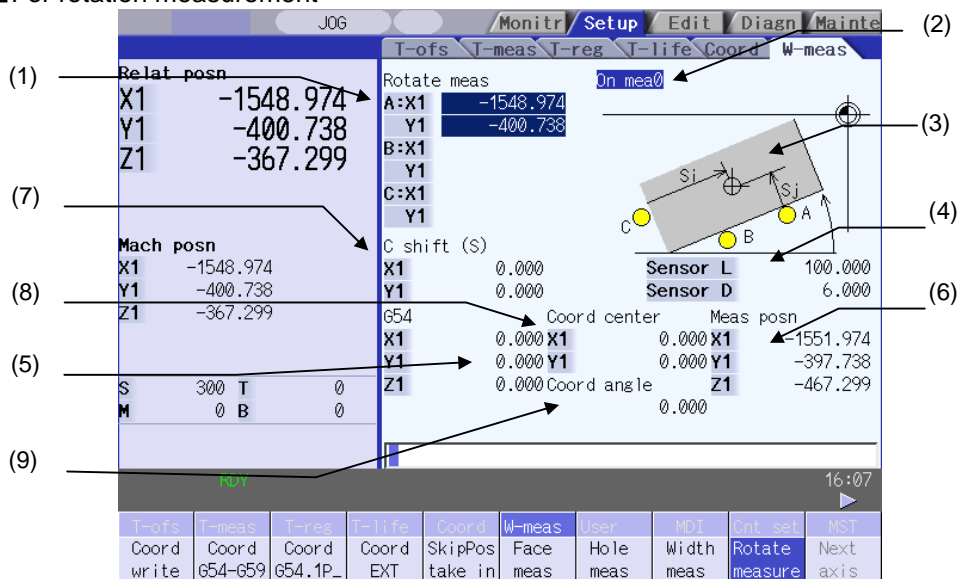 For rotation measurement
JOG Monitr Setup Edit Diagn Mainte (2)
T-ofs T-meas T-reg T-life Coord W-meas
(1) Relat posn Rotate meas On mea0
X1 -1548.974 A:X1 -1548.974
Y1 -400.738 Y1 -400.738
Z1 -367.299 B:X1
Y1
C:X1
Y1
(3)
Si Sj
A
B
C
(7)
(4)
Mach posn C shift (S)
X1 -1548.974 X1 0.000 Sensor L 100.000
Y1 -400.738 Y1 0.000 Sensor D 6.000
(8) Z1 -367.299 G54 Coord center Meas posn (6)
X1 0.000 X1 0.000 X1 -1551.974
(5) Y1 0.000 Y1 0.000 Y1 -397.738
S 300 T 0 Z1 0.000 Coord angle Z1 -467.299
M 0 B 0 0.000
(9)
RDY 16:07
T-ofs T-meas T-reg T-life Coord W-meas User MDI Cnt set MST
Coord Coord Coord Coord SkipPos Face Hole Width Rotate Next
write G54-G59 G54.1P_ EXT take in meas meas meas measure axis